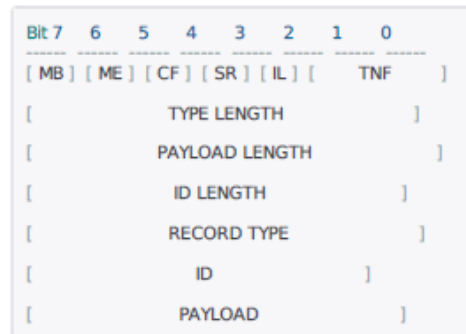 Bit 7 6 5 4 3 2 1 0
------ ------ ------ ------ ------ ------ ------ ------
[ MB ] [ ME ] [ CF ] [ SR ] [ IL ] [ TNF ]
[ TYPE LENGTH ]
[ PAYLOAD LENGTH ]
[ ID LENGTH ]
[ RECORD TYPE ]
[ ID ]
[ PAYLOAD ]